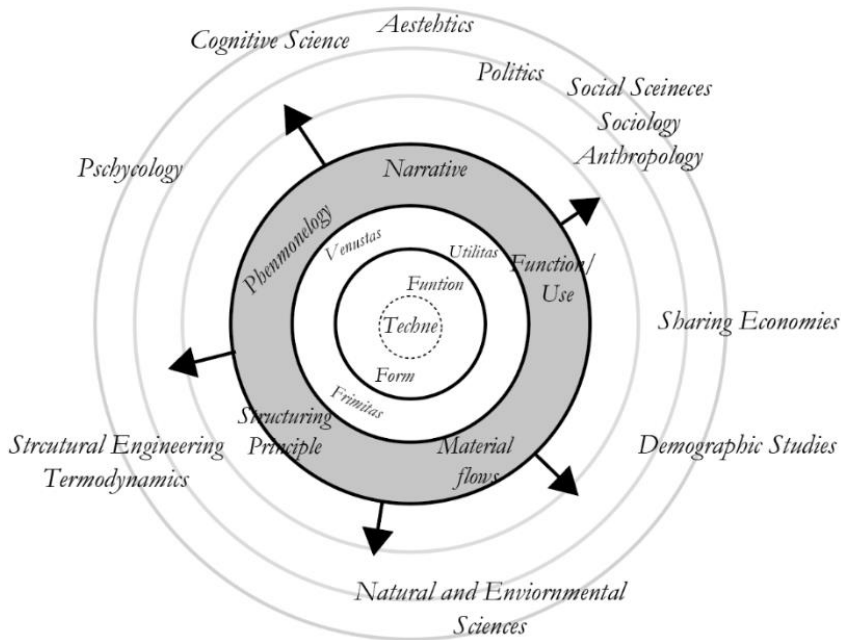 Aestehtics
Cognitive Science
Politics
Social Sceineces
Sociology
Anthropology
Pschycology
Narrative
Phenmonelogy
Venustas
Utilitas
Function/
Use
Funtion
Techne
Form
Frimitas
Sharing Economies
Structuring
Principle
Material
flows
Strcutural Engineering
Termodynamics
Demographic Studies
Natural and Enviornmental
Sciences